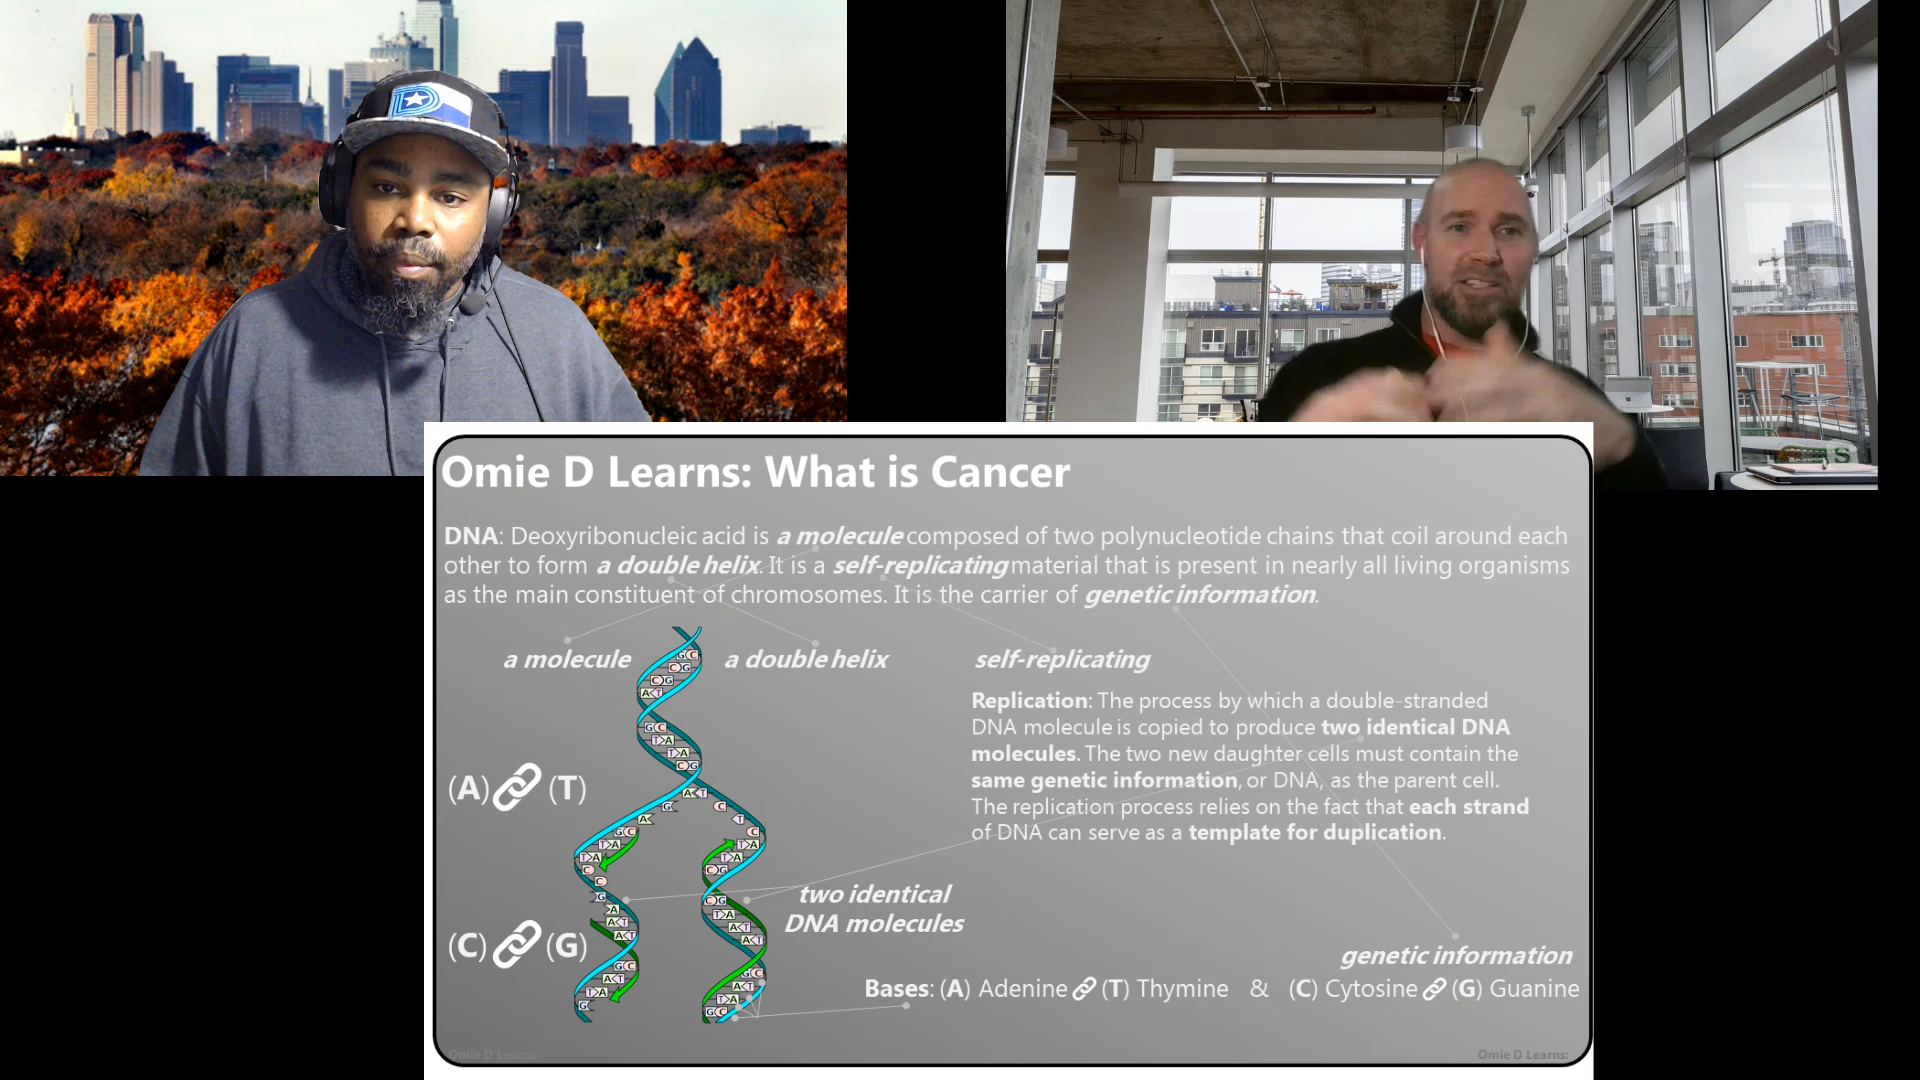 Omie D Learns: What is Cancer
DNA: Deoxyribonucleic acid is a molecule composed of two polynucleotide chains that coil around each
other to form a double helix. It is a self-replicating material that is present in nearly all living organisms
as the main constituent of chromosomes. It is the carrier of genetic information.
a molecule
a double helix
self-replicating
Replication: The process by which a double-stranded
DNA molecule is copied to produce two identical DNA
molecules. The two new daughter cells must contain the
same genetic information, or DNA, as the parent cell.
The replication process relies on the fact that each strand
of DNA can serve as a template for duplication.
(A) (T)
two identical
DNA molecules
(C) (G)
genetic information
Bases: (A) Adenine (T) Thymine & (C) Cytosine (G) Guanine
Omie D Learns:
Omie D Learns: